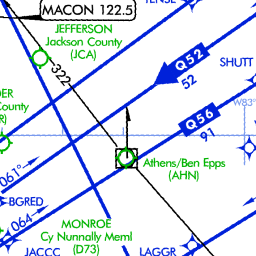 TENSE
MACON 122.5
JEFFERSON
Jackson County
(JCA)
322
Q52
52
SHUTT
W83°
County
Q56
91
Athens/Ben Epps
(AHN)
061°
BGRED
064
MONROE
Cy Nunnally Meml
(D73)
JACCC
LAGGR